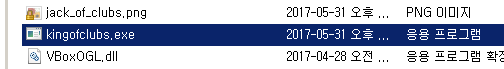 jack_of_clubs.png 2017-05-31 오후 ... PNG 이미지
kingofclubs.exe 2017-05-31 오후 ... 응용 프로그램
VBoxOGL.dll 2017-04-28 오전 ... 응용 프로그램 확장